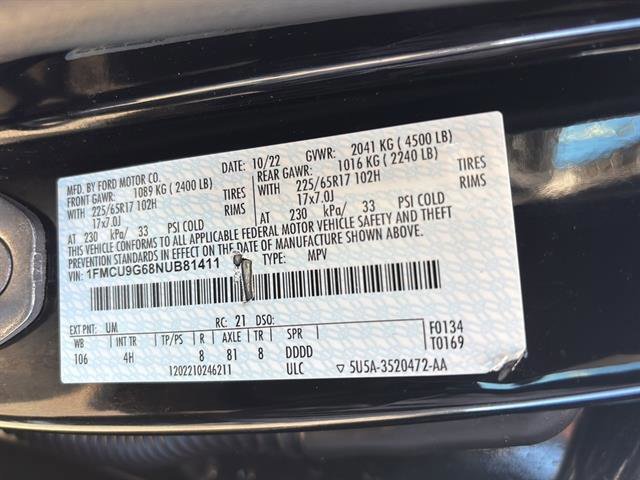 MFD. BY FORD MOTOR CO. DATE: 10/22 GVWR: 2041 KG ( 4500 LB)
FRONT GAWR: 1089 KG ( 2400 LB) REAR GAWR: 1016 KG ( 2240 LB)
WITH 225/65R17 102H TIRES WITH 225/65R17 102H TIRES
17x7.0J RIMS 17x7.0J RIMS
AT 230 kPa/ 33 PSI COLD AT 230 kPa/ 33 PSI COLD
THIS VEHICLE CONFORMS TO ALL APPLICABLE FEDERAL MOTOR VEHICLE SAFETY AND THEFT
PREVENTION STANDARDS IN EFFECT ON THE DATE OF MANUFACTURE SHOWN ABOVE.
VIN: 1FMCU9G68NUB81411 TYPE: MPV
EXT PNT: UM RC: 21 DSO: F0134
WB INT TR TP/PS R AXLE TR SPR T0169
106 4H 8 81 8 DDDD
1202210246211 ULC ▽ 5U5A-3520472-AA